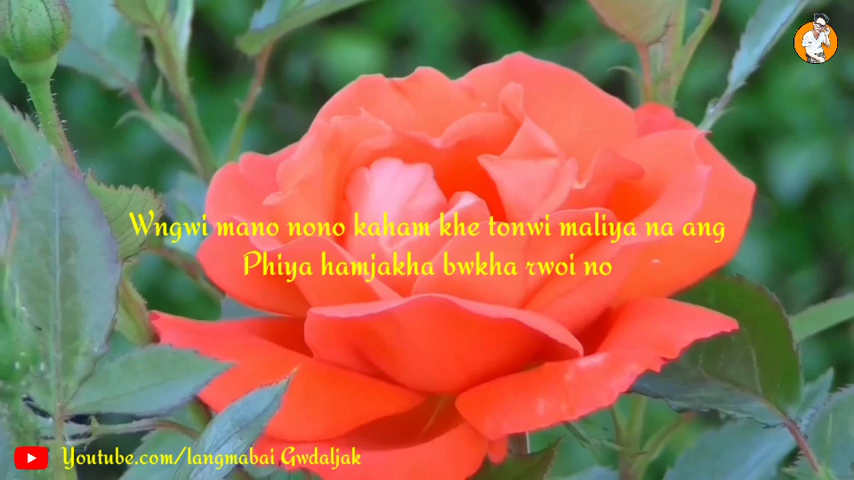 Wngwi mano nono kaham khe tonwi maliya na ang
Phiya hamjakha bwkha rwoi no
Youtube.com/langmabai Gwdaljak